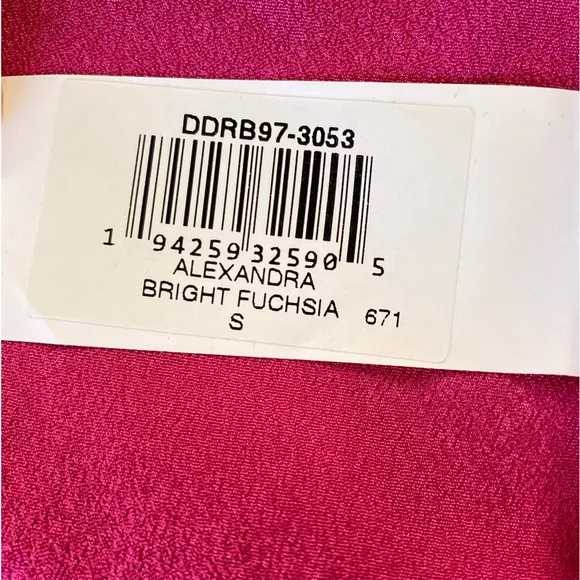 DDRB97-3053
1 94259 32590 5
ALEXANDRA
BRIGHT FUCHSIA 671
S